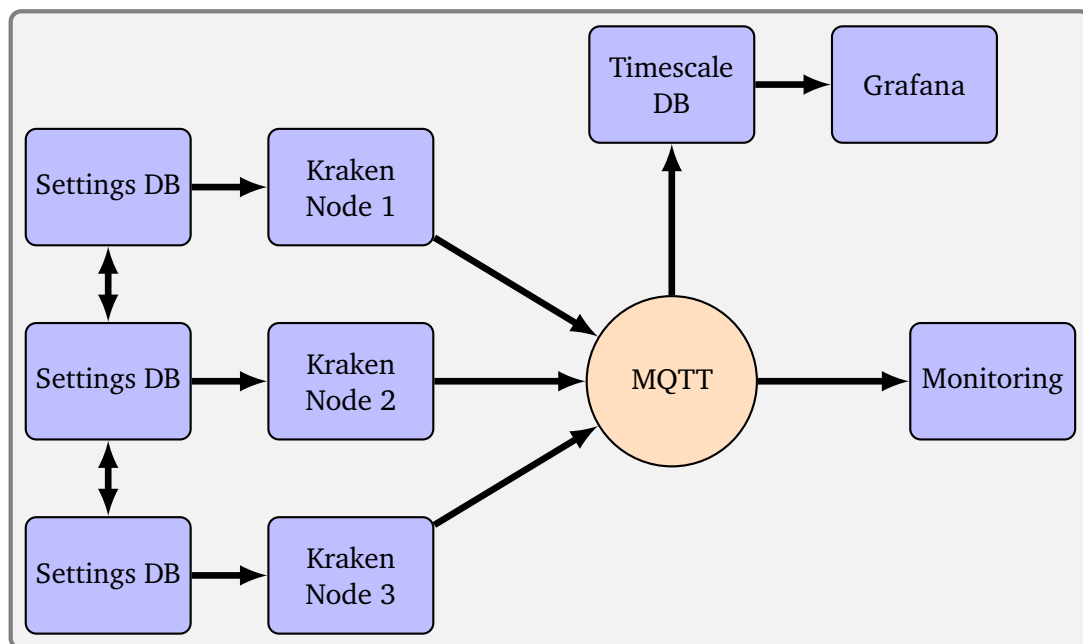 Timescale
DB
Grafana
Settings DB
Kraken
Node 1
Settings DB
Kraken
Node 2
MQTT
Monitoring
Settings DB
Kraken
Node 3